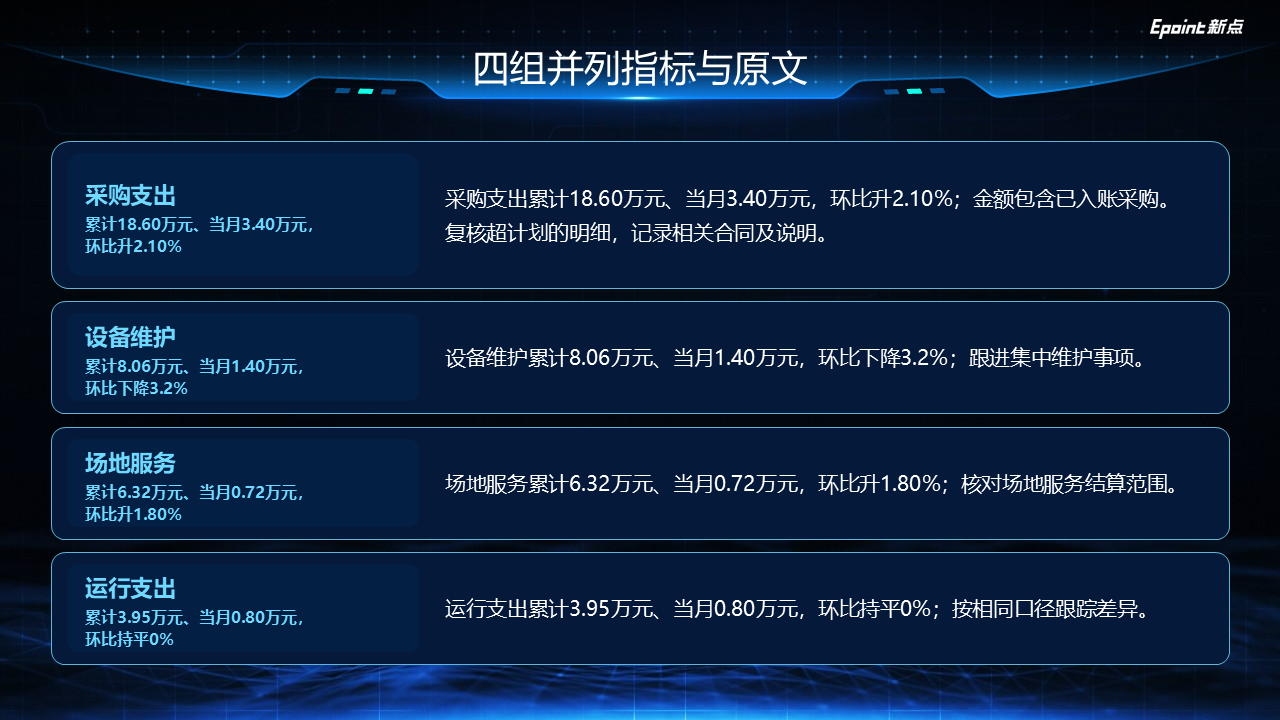 Epoint新点
四组并列指标与原文
采购支出
累计18.60万元、当月3.40万元，
环比升2.10%
采购支出累计18.60万元、当月3.40万元，环比升2.10%；金额包含已入账采购。
复核超计划的明细，记录相关合同及说明。
设备维护
累计8.06万元、当月1.40万元，
环比下降3.2%
设备维护累计8.06万元、当月1.40万元，环比下降3.2%；跟进集中维护事项。
场地服务
累计6.32万元、当月0.72万元，
环比升1.80%
场地服务累计6.32万元、当月0.72万元，环比升1.80%；核对场地服务结算范围。
运行支出
累计3.95万元、当月0.80万元，
环比持平0%
运行支出累计3.95万元、当月0.80万元，环比持平0%；按相同口径跟踪差异。